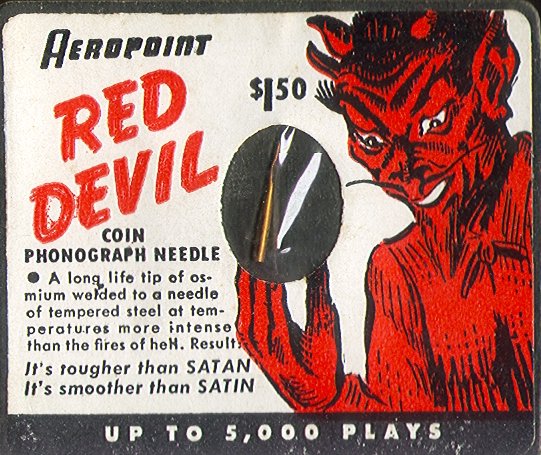 AEROPOINT
RED
DEVIL
$1.50
COIN
PHONOGRAPH NEEDLE
● A long life tip of os-
mium welded to a needle
of tempered steel at tem-
peratures more intense
than the fires of hell. Result:
It's tougher than SATAN
It's smoother than SATIN
UP TO 5,000 PLAYS